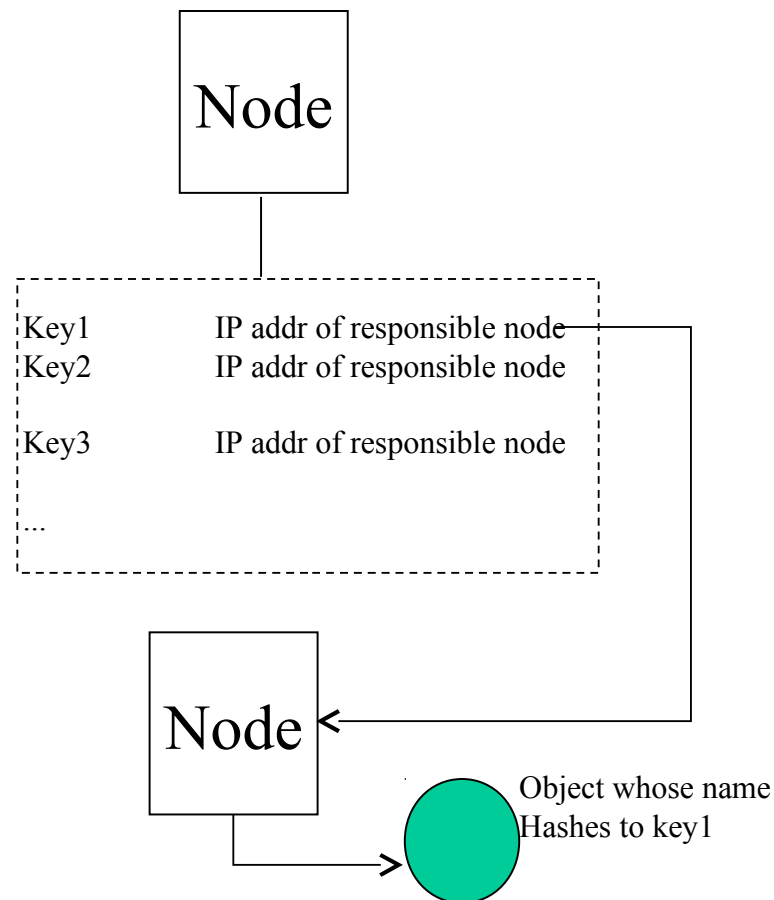 Node
Key1 IP addr of responsible node
Key2 IP addr of responsible node
Key3 IP addr of responsible node
...
Node
Object whose name
Hashes to key1